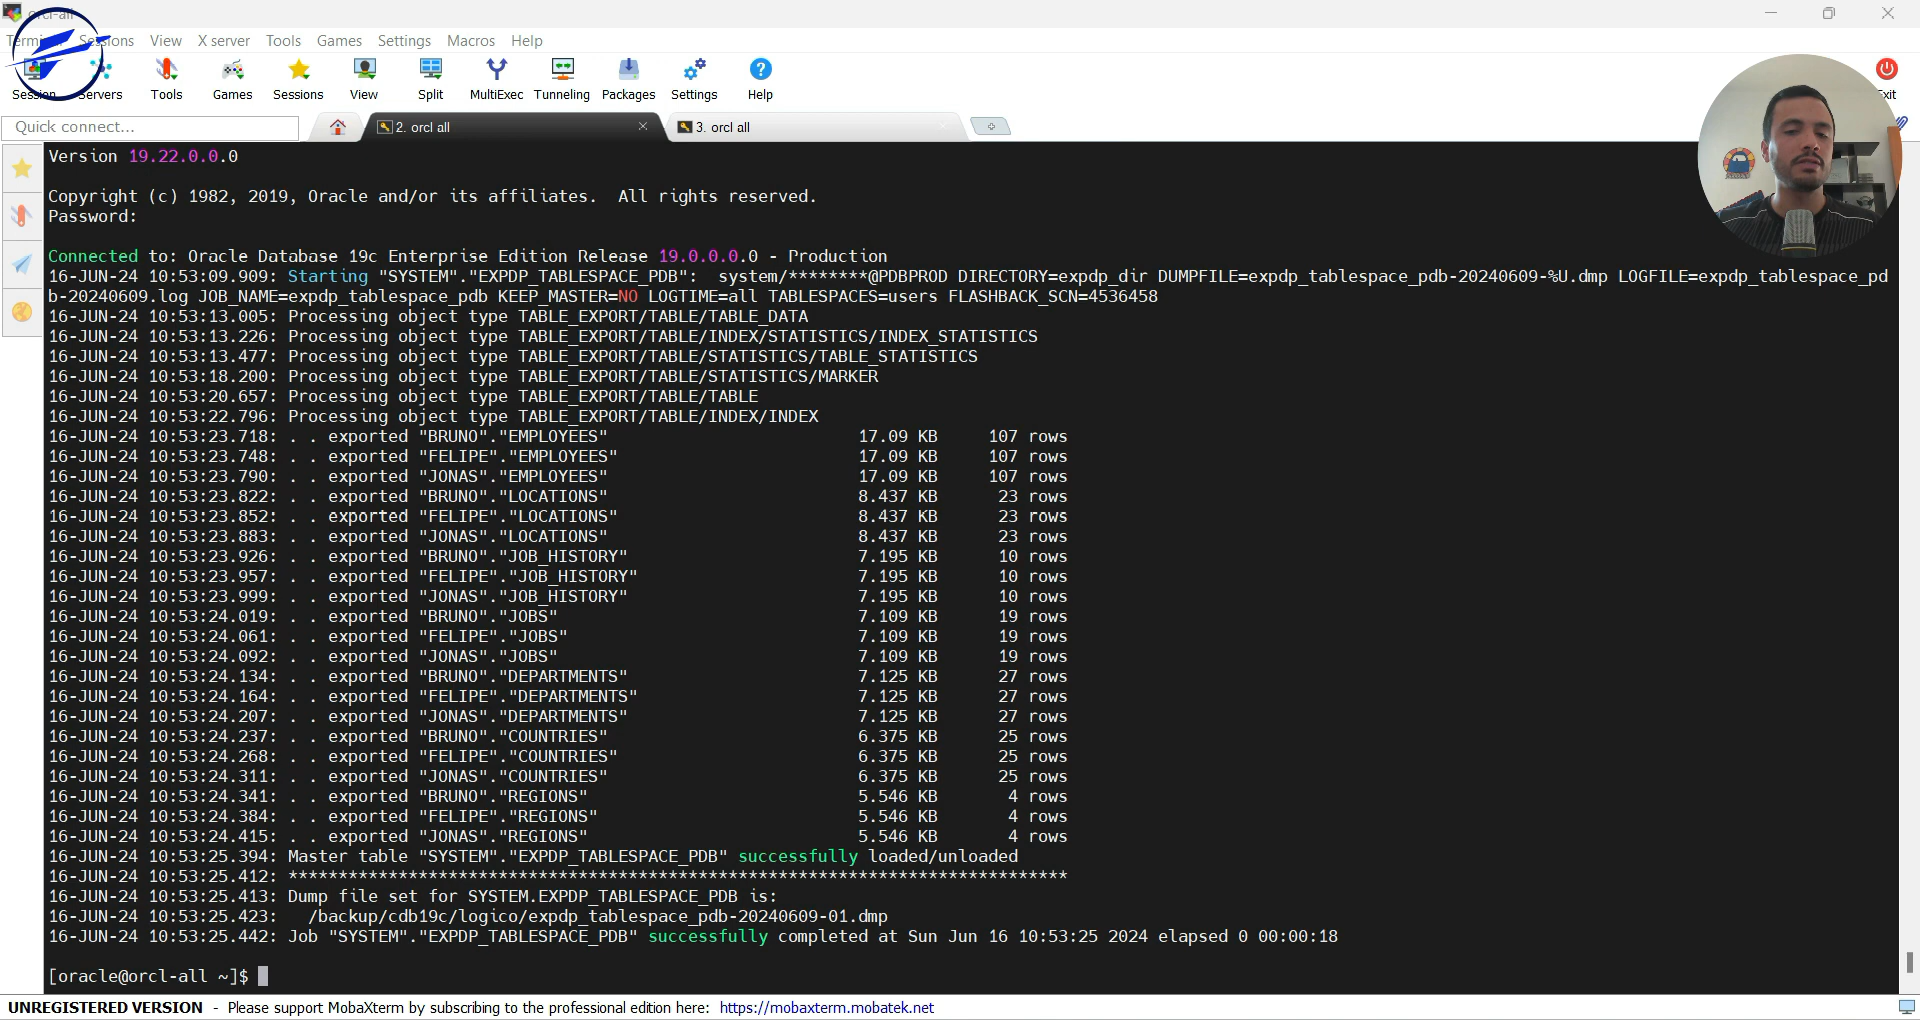 orcl-all
Terminal Sessions View X server Tools Games Settings Macros Help
Session Servers Tools Games Sessions View Split MultiExec Tunneling Packages Settings Help
Quick connect... 2. orcl all 3. orcl all
Version 19.22.0.0.0
Copyright (c) 1982, 2019, Oracle and/or its affiliates.  All rights reserved.
Password:
Connected to: Oracle Database 19c Enterprise Edition Release 19.0.0.0.0 - Production
16-JUN-24 10:53:09.909: Starting "SYSTEM"."EXPDP_TABLESPACE_PDB":  system/********@PDBPROD DIRECTORY=expdp_dir DUMPFILE=expdp_tablespace_pdb-20240609-%U.dmp LOGFILE=expdp_tablespace_pd
b-20240609.log JOB_NAME=expdp_tablespace_pdb KEEP_MASTER=NO LOGTIME=all TABLESPACES=users FLASHBACK_SCN=4536458
16-JUN-24 10:53:13.005: Processing object type TABLE_EXPORT/TABLE/TABLE_DATA
16-JUN-24 10:53:13.226: Processing object type TABLE_EXPORT/TABLE/INDEX/STATISTICS/INDEX_STATISTICS
16-JUN-24 10:53:13.477: Processing object type TABLE_EXPORT/TABLE/STATISTICS/TABLE_STATISTICS
16-JUN-24 10:53:18.200: Processing object type TABLE_EXPORT/TABLE/STATISTICS/MARKER
16-JUN-24 10:53:20.657: Processing object type TABLE_EXPORT/TABLE/TABLE
16-JUN-24 10:53:22.796: Processing object type TABLE_EXPORT/TABLE/INDEX/INDEX
16-JUN-24 10:53:23.718: . . exported "BRUNO"."EMPLOYEES" 17.09 KB 107 rows
16-JUN-24 10:53:23.748: . . exported "FELIPE"."EMPLOYEES" 17.09 KB 107 rows
16-JUN-24 10:53:23.790: . . exported "JONAS"."EMPLOYEES" 17.09 KB 107 rows
16-JUN-24 10:53:23.822: . . exported "BRUNO"."LOCATIONS" 8.437 KB 23 rows
16-JUN-24 10:53:23.852: . . exported "FELIPE"."LOCATIONS" 8.437 KB 23 rows
16-JUN-24 10:53:23.883: . . exported "JONAS"."LOCATIONS" 8.437 KB 23 rows
16-JUN-24 10:53:23.926: . . exported "BRUNO"."JOB_HISTORY" 7.195 KB 10 rows
16-JUN-24 10:53:23.957: . . exported "FELIPE"."JOB_HISTORY" 7.195 KB 10 rows
16-JUN-24 10:53:23.999: . . exported "JONAS"."JOB_HISTORY" 7.195 KB 10 rows
16-JUN-24 10:53:24.019: . . exported "BRUNO"."JOBS" 7.109 KB 19 rows
16-JUN-24 10:53:24.061: . . exported "FELIPE"."JOBS" 7.109 KB 19 rows
16-JUN-24 10:53:24.092: . . exported "JONAS"."JOBS" 7.109 KB 19 rows
16-JUN-24 10:53:24.134: . . exported "BRUNO"."DEPARTMENTS" 7.125 KB 27 rows
16-JUN-24 10:53:24.164: . . exported "FELIPE"."DEPARTMENTS" 7.125 KB 27 rows
16-JUN-24 10:53:24.207: . . exported "JONAS"."DEPARTMENTS" 7.125 KB 27 rows
16-JUN-24 10:53:24.237: . . exported "BRUNO"."COUNTRIES" 6.375 KB 25 rows
16-JUN-24 10:53:24.268: . . exported "FELIPE"."COUNTRIES" 6.375 KB 25 rows
16-JUN-24 10:53:24.311: . . exported "JONAS"."COUNTRIES" 6.375 KB 25 rows
16-JUN-24 10:53:24.341: . . exported "BRUNO"."REGIONS" 5.546 KB 4 rows
16-JUN-24 10:53:24.384: . . exported "FELIPE"."REGIONS" 5.546 KB 4 rows
16-JUN-24 10:53:24.415: . . exported "JONAS"."REGIONS" 5.546 KB 4 rows
16-JUN-24 10:53:25.394: Master table "SYSTEM"."EXPDP_TABLESPACE_PDB" successfully loaded/unloaded
16-JUN-24 10:53:25.412: ******************************************************************************
16-JUN-24 10:53:25.413: Dump file set for SYSTEM.EXPDP_TABLESPACE_PDB is:
16-JUN-24 10:53:25.423:   /backup/cdb19c/logico/expdp_tablespace_pdb-20240609-01.dmp
16-JUN-24 10:53:25.442: Job "SYSTEM"."EXPDP_TABLESPACE_PDB" successfully completed at Sun Jun 16 10:53:25 2024 elapsed 0 00:00:18
[oracle@orcl-all ~]$
UNREGISTERED VERSION - Please support MobaXterm by subscribing to the professional edition here: https://mobaxterm.mobatek.net